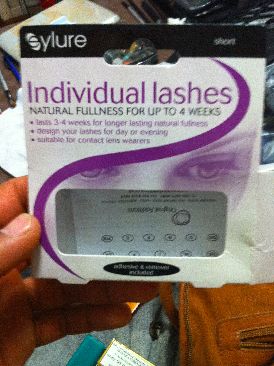 eylure
short
Individual lashes
NATURAL FULLNESS FOR UP TO 4 WEEKS
• lasts 3-4 weeks for longer lasting natural fullness
• design your lashes for day or evening
• suitable for contact lens wearers
adhesive & remover
included